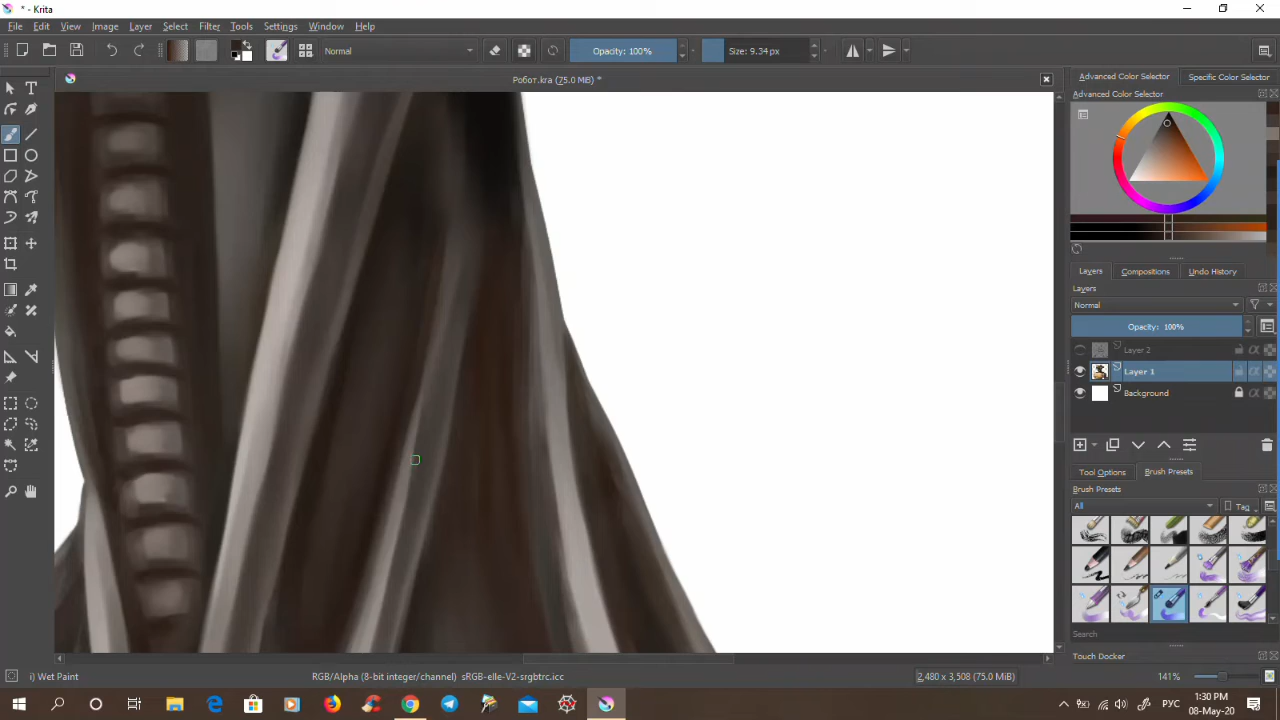 * - Krita
File Edit View Image Layer Select Filter Tools Settings Window Help
Normal Opacity: 100% Size: 9.34 px
Робот.kra (75.0 MiB) *
Advanced Color Selector Specific Color Selector
Advanced Color Selector
Layers Compositions Undo History
Layers
Normal
Opacity: 100%
Layer 2
Layer 1
Background
Tool Options Brush Presets
Brush Presets
All Tag
Search
Touch Docker
i) Wet Paint RGB/Alpha (8-bit integer/channel) sRGB-elle-V2-srgbtrc.icc 2,480 x 3,508 (75.0 MiB) 141%
РУС 1:30 PM
08-May-20